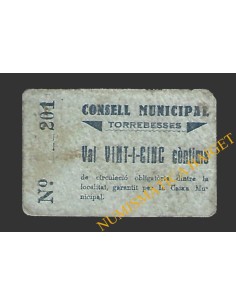 Nº 201
CONSELL MUNICIPAL
TORREBESSES
Val VINT-I-CINC cèntims
de circulació obligatòria dintre la
localitat, garantit per la Caixa Mu-
nicipal.